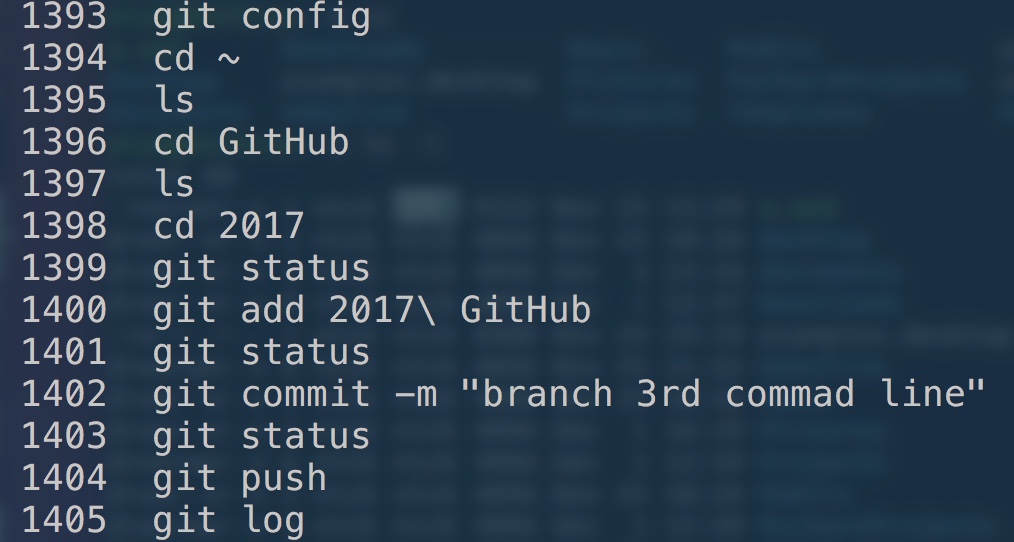 1393  git config
1394  cd ~
1395  ls
1396  cd GitHub
1397  ls
1398  cd 2017
1399  git status
1400  git add 2017\ GitHub
1401  git status
1402  git commit -m "branch 3rd commad line"
1403  git status
1404  git push
1405  git log